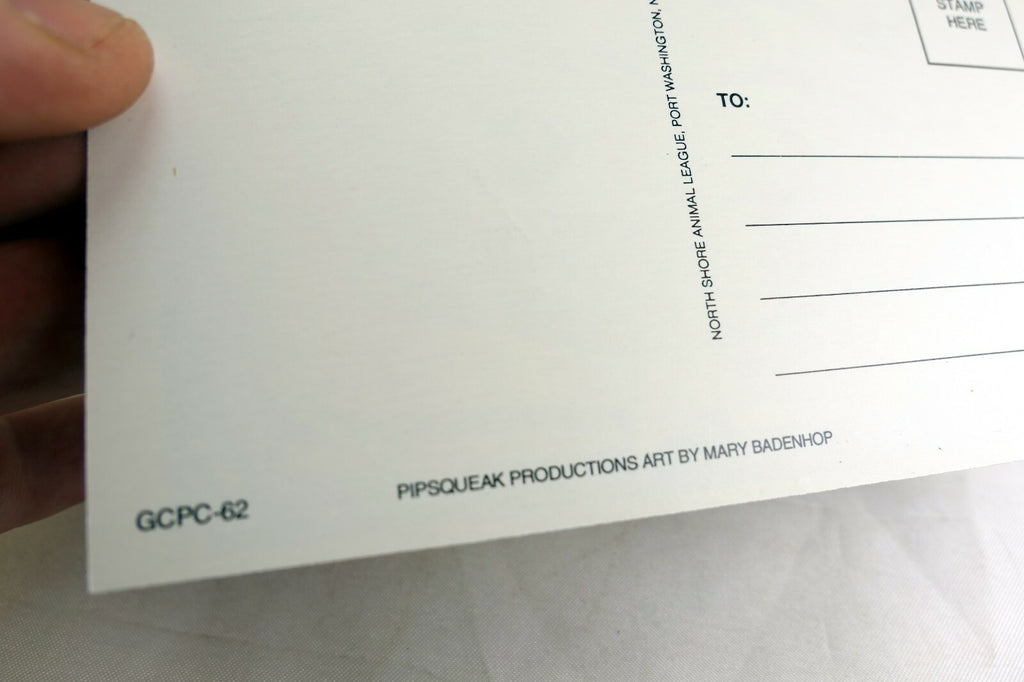 STAMP
HERE
TO:
NORTH SHORE ANIMAL LEAGUE, PORT WASHINGTON,
PIPSQUEAK PRODUCTIONS ART BY MARY BADENHOP
GCPC-62